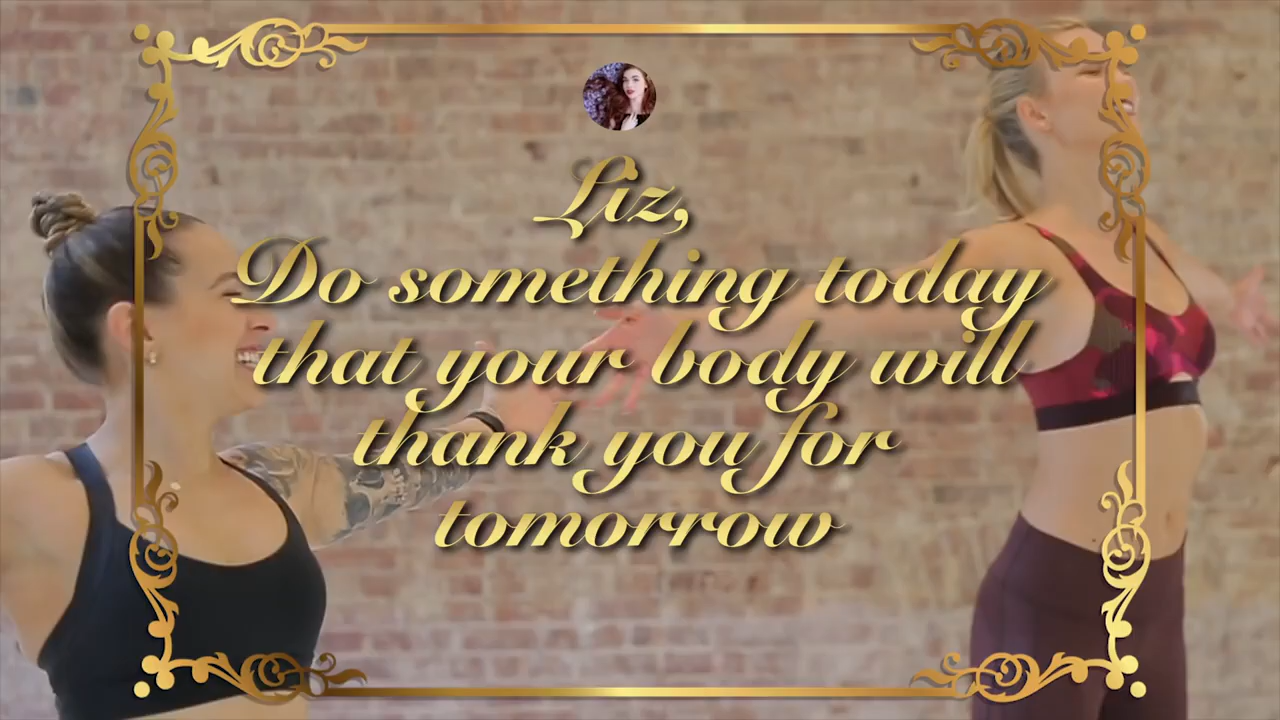 Liz,
Do something today
that your body will
thank you for
tomorrow